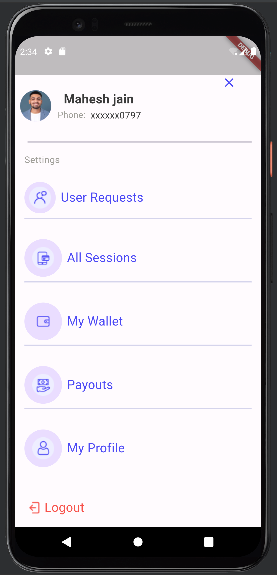 2:34
DEBUG
Mahesh jain
Phone: xxxxxx0797
Settings
User Requests
All Sessions
My Wallet
Payouts
My Profile
Logout